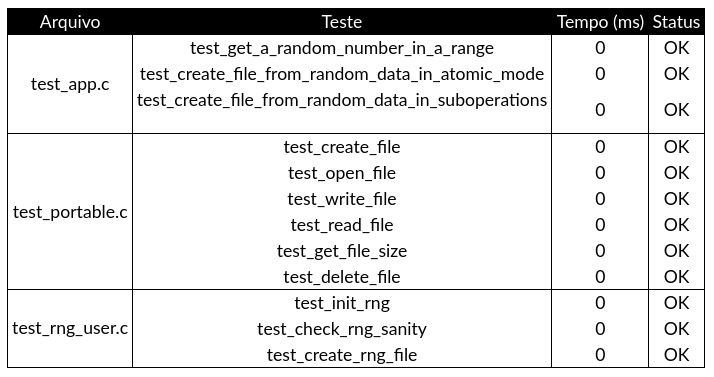 Arquivo Teste Tempo (ms) Status
test_get_a_random_number_in_a_range 0 OK
test_app.c test_create_file_from_random_data_in_atomic_mode 0 OK
test_create_file_from_random_data_in_suboperations 0 OK
test_create_file 0 OK
test_open_file 0 OK
test_write_file 0 OK
test_portable.c test_read_file 0 OK
test_get_file_size 0 OK
test_delete_file 0 OK
test_init_rng 0 OK
test_rng_user.c test_check_rng_sanity 0 OK
test_create_rng_file 0 OK